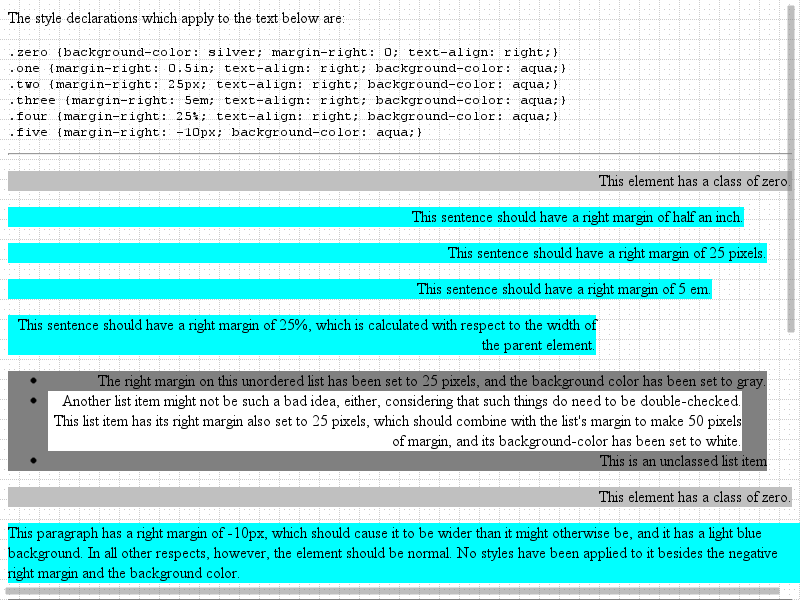 The style declarations which apply to the text below are:
.zero {background-color: silver; margin-right: 0; text-align: right;}
.one {margin-right: 0.5in; text-align: right; background-color: aqua;}
.two {margin-right: 25px; text-align: right; background-color: aqua;}
.three {margin-right: 5em; text-align: right; background-color: aqua;}
.four {margin-right: 25%; text-align: right; background-color: aqua;}
.five {margin-right: -10px; background-color: aqua;}
This element has a class of zero.
This sentence should have a right margin of half an inch.
This sentence should have a right margin of 25 pixels.
This sentence should have a right margin of 5 em.
This sentence should have a right margin of 25%, which is calculated with respect to the width of
the parent element.
The right margin on this unordered list has been set to 25 pixels, and the background color has been set to gray.
Another list item might not be such a bad idea, either, considering that such things do need to be double-checked.
This list item has its right margin also set to 25 pixels, which should combine with the list's margin to make 50 pixels
of margin, and its background-color has been set to white.
This is an unclassed list item
This element has a class of zero.
This paragraph has a right margin of -10px, which should cause it to be wider than it might otherwise be, and it has a light blue
background. In all other respects, however, the element should be normal. No styles have been applied to it besides the negative
right margin and the background color.